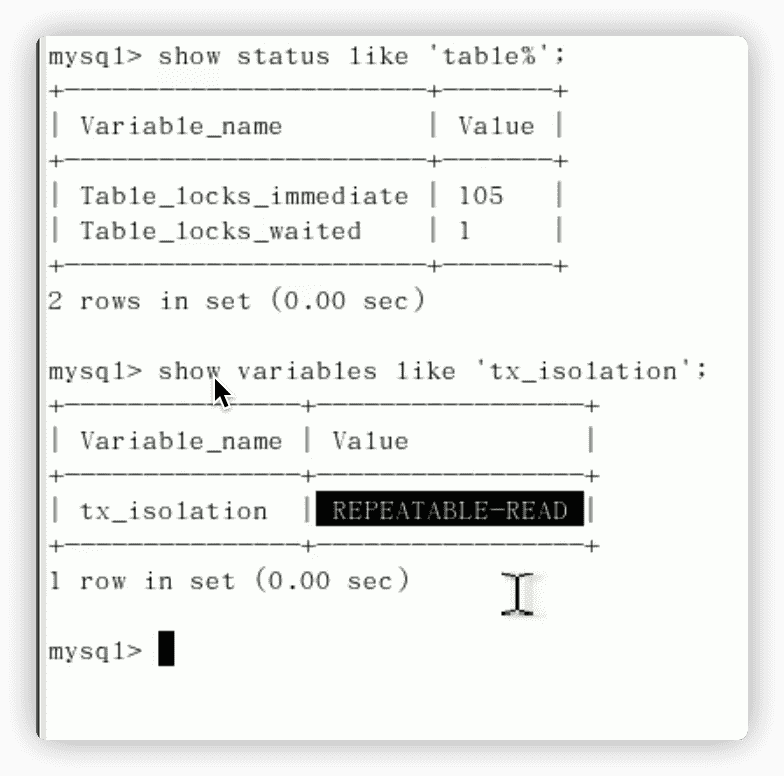 mysql> show status like 'table%';
+-----------------------+-------+
| Variable_name         | Value |
+-----------------------+-------+
| Table_locks_immediate | 105   |
| Table_locks_waited    | 1     |
+-----------------------+-------+
2 rows in set (0.00 sec)
mysql> show variables like 'tx_isolation';
+---------------+-----------------+
| Variable_name | Value           |
+---------------+-----------------+
| tx_isolation  | REPEATABLE-READ |
+---------------+-----------------+
1 row in set (0.00 sec)
mysql>